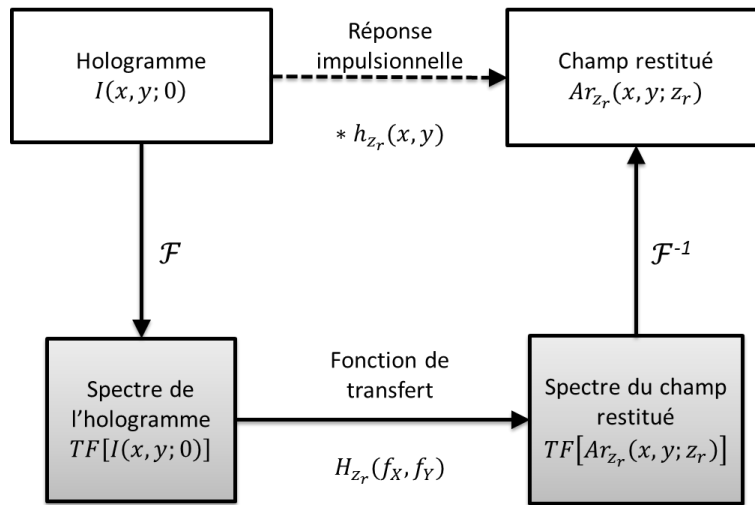 Hologramme
I(x, y; 0)
Réponse
impulsionnelle
∗ h_{z_r}(x, y)
Champ restitué
Ar_{z_r}(x, y; z_r)
ℱ
ℱ^{-1}
Spectre de
l’hologramme
TF[I(x, y; 0)]
Fonction de
transfert
H_{z_r}(f_X, f_Y)
Spectre du champ
restitué
TF[Ar_{z_r}(x, y; z_r)]